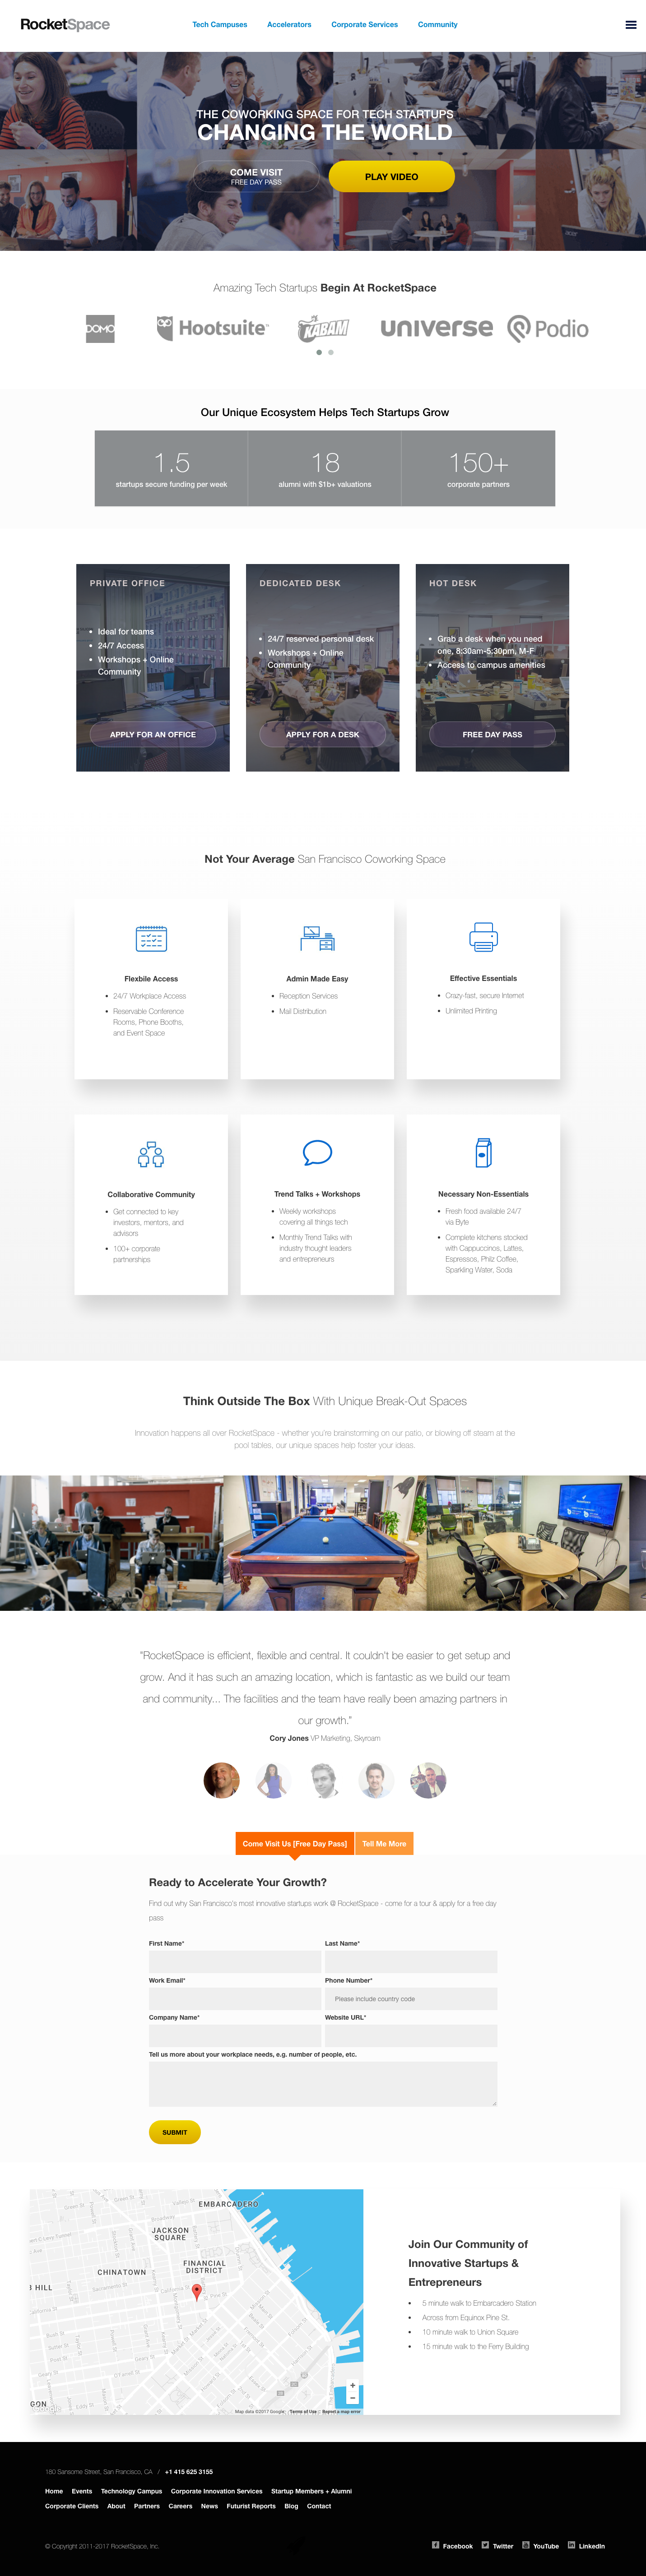 RocketSpace
Tech Campuses Accelerators Corporate Services Community
THE COWORKING SPACE FOR TECH STARTUPS
CHANGING THE WORLD
COME VISIT
FREE DAY PASS
PLAY VIDEO
Amazing Tech Startups Begin At RocketSpace
DOMO Hootsuite KABAM universe Podio
Our Unique Ecosystem Helps Tech Startups Grow
1.5
startups secure funding per week
18
alumni with $1b+ valuations
150+
corporate partners
PRIVATE OFFICE
• Ideal for teams
• 24/7 Access
• Workshops + Online
Community
APPLY FOR AN OFFICE
DEDICATED DESK
• 24/7 reserved personal desk
• Workshops + Online
Community
APPLY FOR A DESK
HOT DESK
• Grab a desk when you need
one, 8:30am-5:30pm, M-F
• Access to campus amenities
FREE DAY PASS
Not Your Average San Francisco Coworking Space
Flexbile Access
• 24/7 Workplace Access
• Reservable Conference
Rooms, Phone Booths,
and Event Space
Admin Made Easy
• Reception Services
• Mail Distribution
Effective Essentials
• Crazy-fast, secure Internet
• Unlimited Printing
Collaborative Community
• Get connected to key
investors, mentors, and
advisors
• 100+ corporate
partnerships
Trend Talks + Workshops
• Weekly workshops
covering all things tech
• Monthly Trend Talks with
industry thought leaders
and entrepreneurs
Necessary Non-Essentials
• Fresh food available 24/7
via Byte
• Complete kitchens stocked
with Cappuccinos, Lattes,
Espressos, Philz Coffee,
Sparkling Water, Soda
Think Outside The Box With Unique Break-Out Spaces
Innovation happens all over RocketSpace - whether you're brainstorming on our patio, or blowing off steam at the
pool tables, our unique spaces help foster your ideas.
"RocketSpace is efficient, flexible and central. It couldn't be easier to get setup and
grow. And it has such an amazing location, which is fantastic as we build our team
and community... The facilities and the team have really been amazing partners in
our growth."
Cory Jones VP Marketing, Skyroam
Come Visit Us [Free Day Pass] Tell Me More
Ready to Accelerate Your Growth?
Find out why San Francisco's most innovative startups work @ RocketSpace - come for a tour & apply for a free day
pass
First Name* Last Name*
Work Email* Phone Number*
Please include country code
Company Name* Website URL*
Tell us more about your workplace needs, e.g. number of people, etc.
SUBMIT
EMBARCADERO
JACKSON
SQUARE
FINANCIAL
DISTRICT
CHINATOWN
HILL
GON
Google
+
−
Map data ©2017 Google Terms of Use Report a map error
Join Our Community of
Innovative Startups &
Entrepreneurs
• 5 minute walk to Embarcadero Station
• Across from Equinox Pine St.
• 10 minute walk to Union Square
• 15 minute walk to the Ferry Building
180 Sansome Street, San Francisco, CA / +1 415 625 3155
Home Events Technology Campus Corporate Innovation Services Startup Members + Alumni
Corporate Clients About Partners Careers News Futurist Reports Blog Contact
© Copyright 2011-2017 RocketSpace, Inc.
Facebook Twitter YouTube LinkedIn